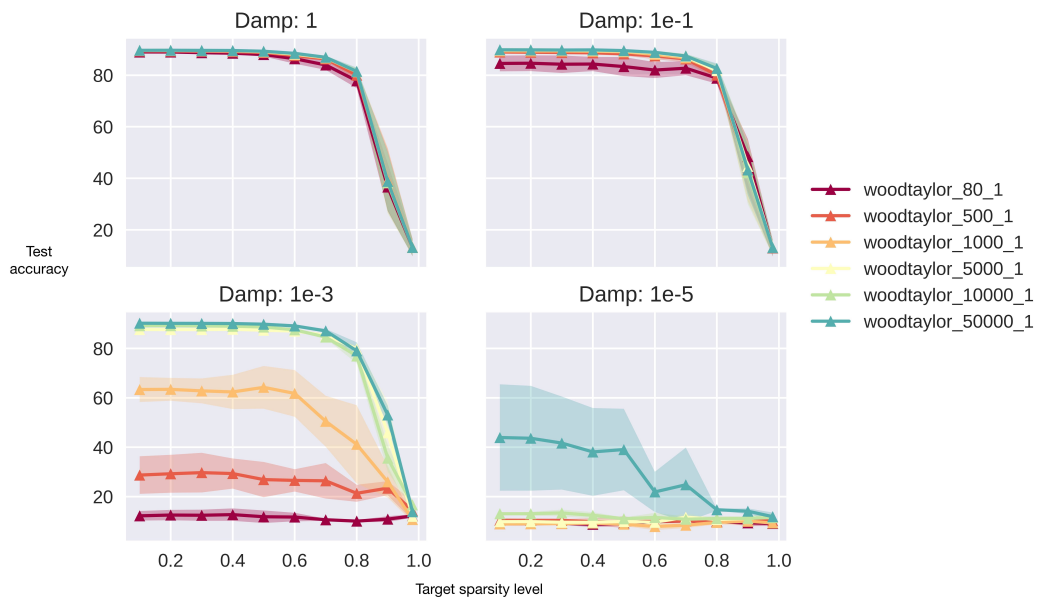 Damp: 1
Damp: 1e-1
80
60
40
20
Test
accuracy
Damp: 1e-3
Damp: 1e-5
80
60
40
20
0.2 0.4 0.6 0.8 1.0
0.2 0.4 0.6 0.8 1.0
Target sparsity level
woodtaylor_80_1
woodtaylor_500_1
woodtaylor_1000_1
woodtaylor_5000_1
woodtaylor_10000_1
woodtaylor_50000_1